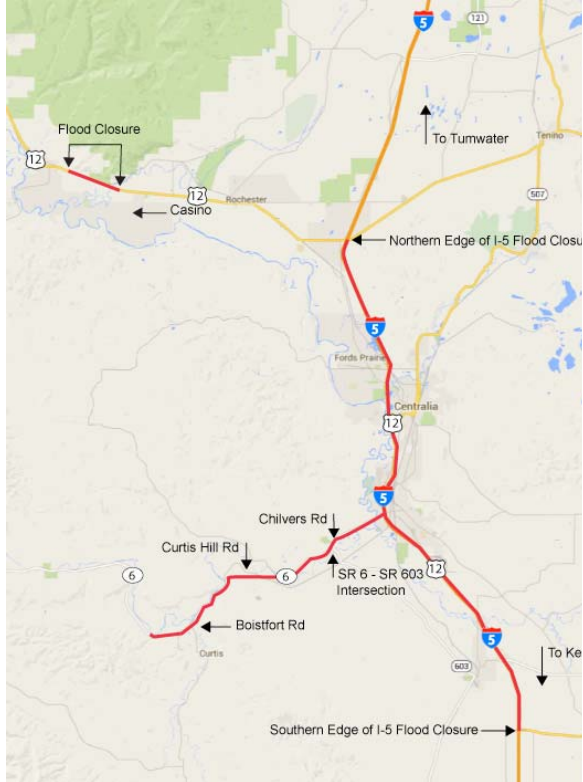 5
121
Flood Closure
To Tumwater
Tenino
12
12
507
Rochester
Casino
Northern Edge of I-5 Flood Closu
5
Fords Prairie
Centralia
12
5
Chilvers Rd
Curtis Hill Rd
6
6
SR 6 - SR 603
Intersection
12
Boistfort Rd
5
To Ke
Curtis
603
Southern Edge of I-5 Flood Closure